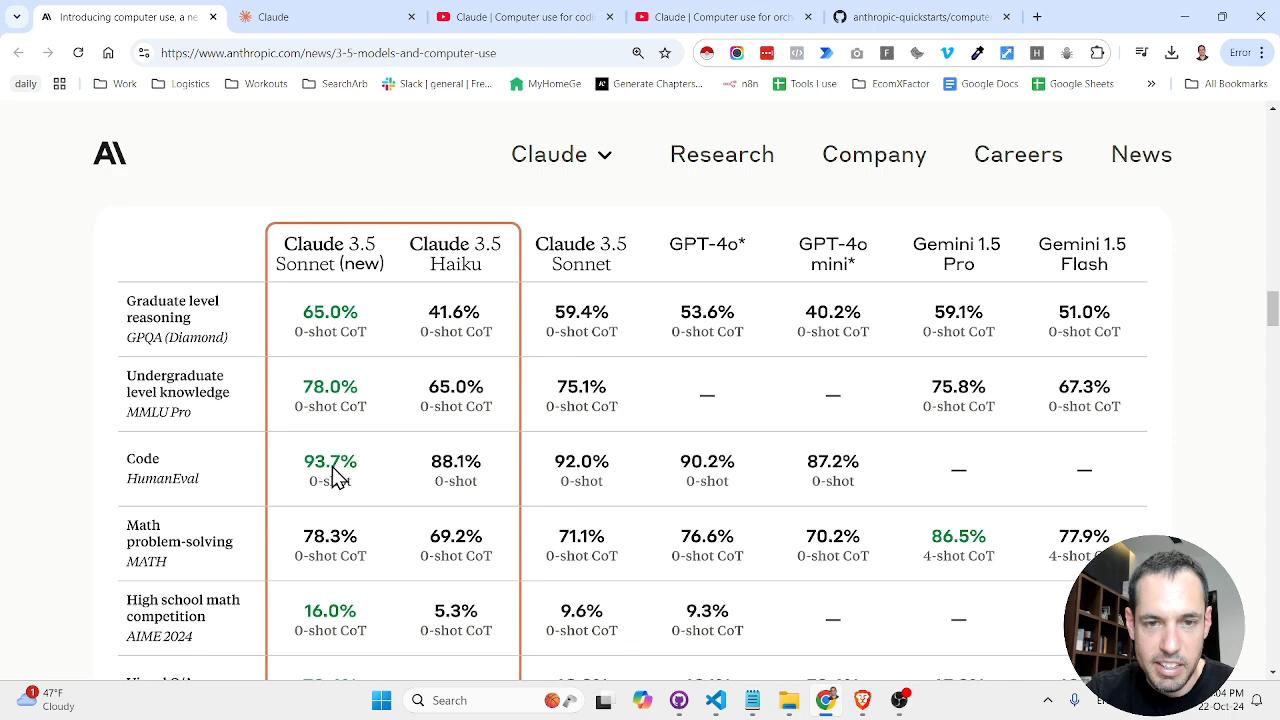 Introducing computer use, a ne
Claude
Claude | Computer use for codi
Claude | Computer use for orch
anthropic-quickstarts/compute
https://www.anthropic.com/news/3-5-models-and-computer-use
Error
daily
Work
Logistics
Workouts
SearchArb
Slack | general | Fre...
MyHomeGe
Generate Chapters...
n8n
Tools I use
EcomXFactor
Google Docs
Google Sheets
All Bookmarks
Claude
Research
Company
Careers
News
Claude 3.5 Sonnet (new)
Claude 3.5 Haiku
Claude 3.5 Sonnet
GPT-4o*
GPT-4o mini*
Gemini 1.5 Pro
Gemini 1.5 Flash
Graduate level reasoning
GPQA (Diamond)
65.0% 41.6% 59.4% 53.6% 40.2% 59.1% 51.0%
0-shot CoT 0-shot CoT 0-shot CoT 0-shot CoT 0-shot CoT 0-shot CoT 0-shot CoT
Undergraduate level knowledge
MMLU Pro
78.0% 65.0% 75.1% — — 75.8% 67.3%
0-shot CoT 0-shot CoT 0-shot CoT 0-shot CoT 0-shot CoT
Code
HumanEval
93.7% 88.1% 92.0% 90.2% 87.2% — —
0-shot 0-shot 0-shot 0-shot 0-shot
Math problem-solving
MATH
78.3% 69.2% 71.1% 76.6% 70.2% 86.5% 77.9%
0-shot CoT 0-shot CoT 0-shot CoT 0-shot CoT 0-shot CoT 4-shot CoT 4-shot
High school math competition
AIME 2024
16.0% 5.3% 9.6% 9.3% — —
0-shot CoT 0-shot CoT 0-shot CoT 0-shot CoT
47°F
Cloudy
Search
:04 PM
22-Oct-24